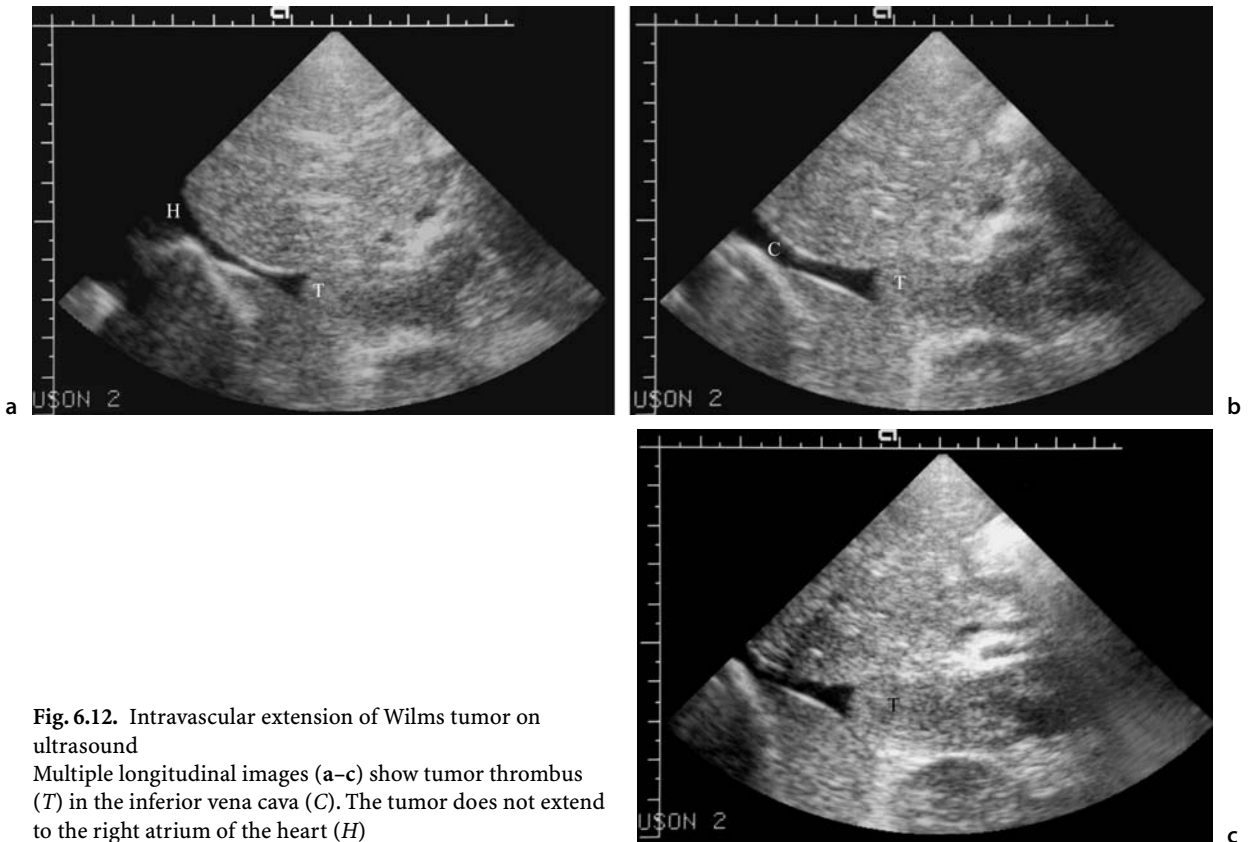 H
T
a
USON 2
C
T
USON 2
b
T
USON 2
c
Fig. 6.12. Intravascular extension of Wilms tumor on
ultrasound
Multiple longitudinal images (a–c) show tumor thrombus
(T) in the inferior vena cava (C). The tumor does not extend
to the right atrium of the heart (H)